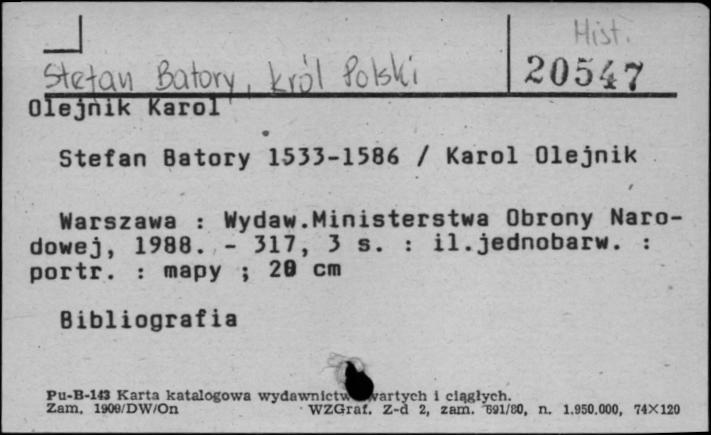 Hist.
Stefan Batory, król Polski 20547
Olejnik Karol
Stefan Batory 1533-1586 / Karol Olejnik
Warszawa : Wydaw.Ministerstwa Obrony Naro-
dowej, 1988. - 317, 3 s. : il.jednobarw. :
portr. : mapy ; 20 cm
Bibliografia
Pu-B-143 Karta katalogowa wydawnictw zwartych i ciągłych.
Zam. 1909/DW/On WZGraf. Z-d 2, zam. 691/80, n. 1.950.000, 74×120